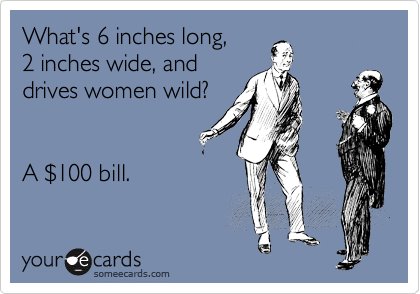 What's 6 inches long,
2 inches wide, and
drives women wild?
A $100 bill.
your e cards
someecards.com